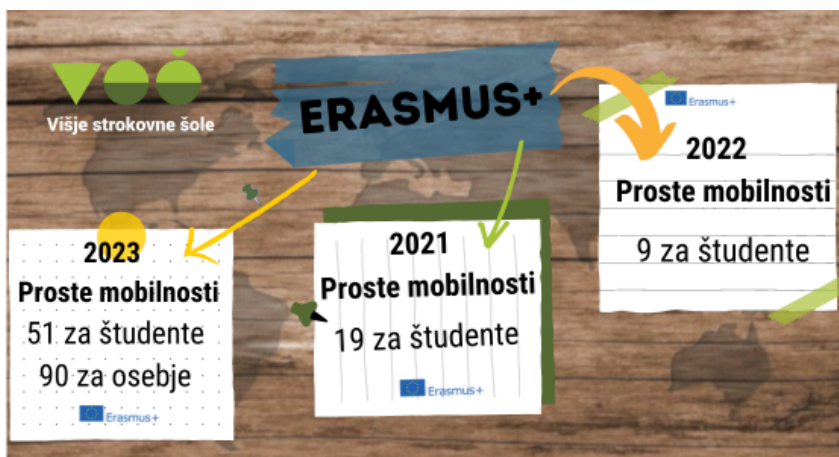 VOŠ
Višje strokovne šole
ERASMUS+
Erasmus+
2022
Proste mobilnosti
9 za študente
2023
Proste mobilnosti
51 za študente
90 za osebje
Erasmus+
2021
Proste mobilnosti
19 za študente
Erasmus+